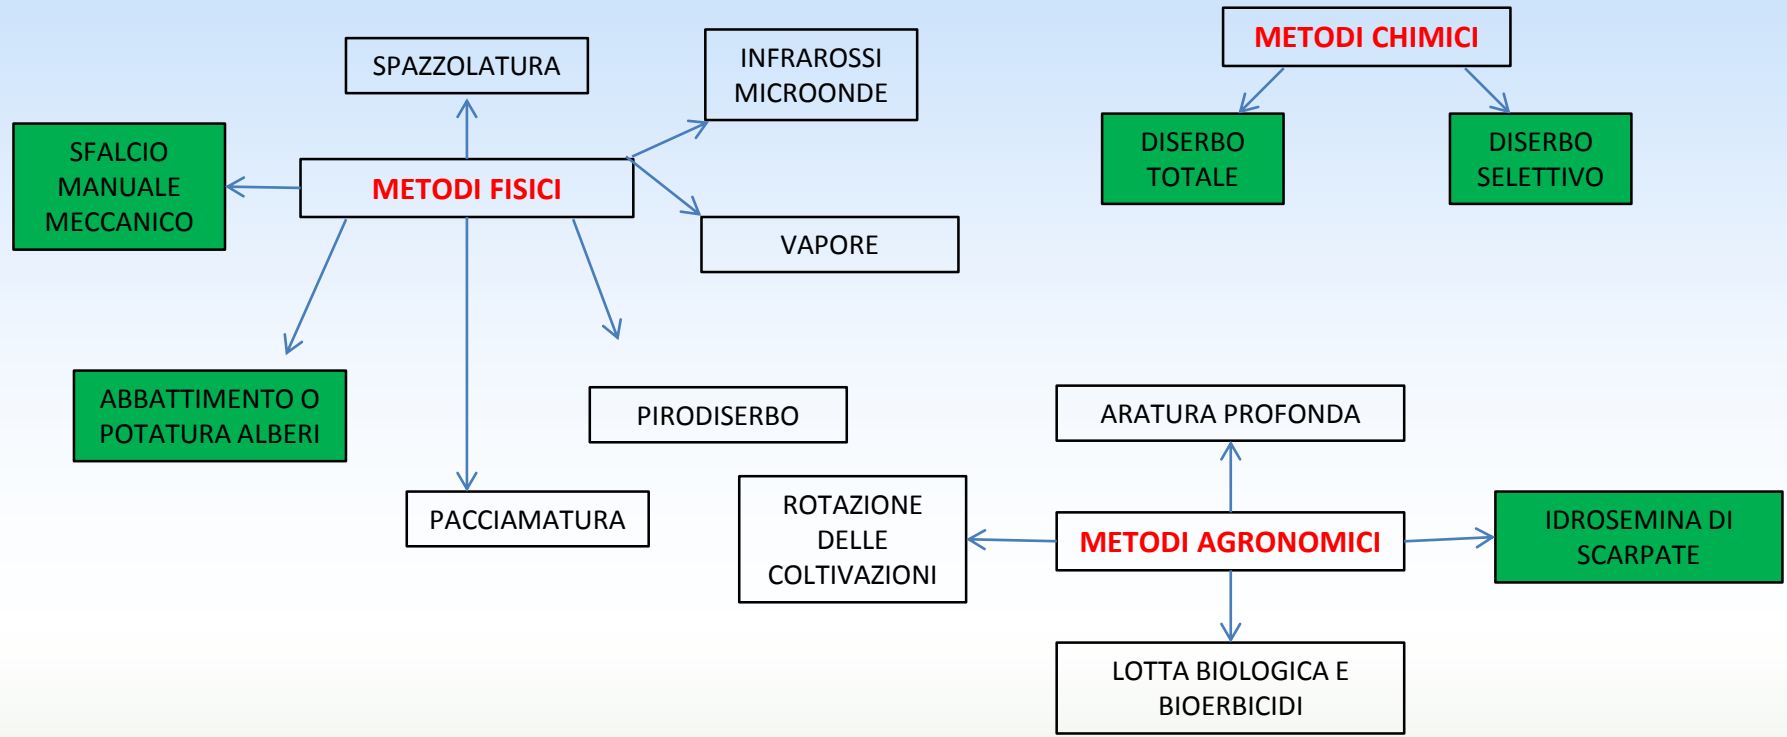 SPAZZOLATURA
INFRAROSSI
MICROONDE
METODI CHIMICI
SFALCIO
MANUALE
MECCANICO
METODI FISICI
DISERBO
TOTALE
DISERBO
SELETTIVO
VAPORE
ABBATTIMENTO O
POTATURA ALBERI
PIRODISERBO
ARATURA PROFONDA
PACCIAMATURA
ROTAZIONE
DELLE
COLTIVAZIONI
METODI AGRONOMICI
IDROSEMINA DI
SCARPATE
LOTTA BIOLOGICA E
BIOERBICIDI